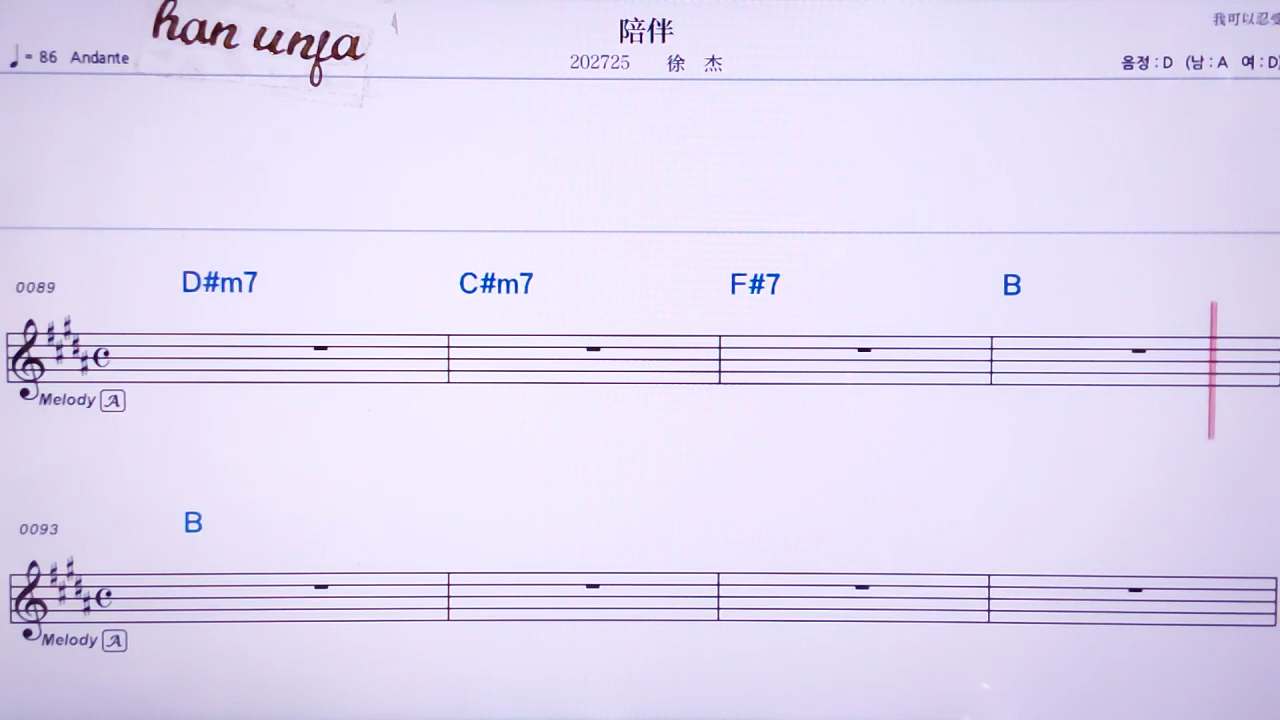 han unja
陪伴
我可以忍受
♩= 86 Andante
202725 徐 杰
음정 : D (남 : A 여 : D)
0089
D#m7 C#m7 F#7 B
Melody A
0093
B
Melody A